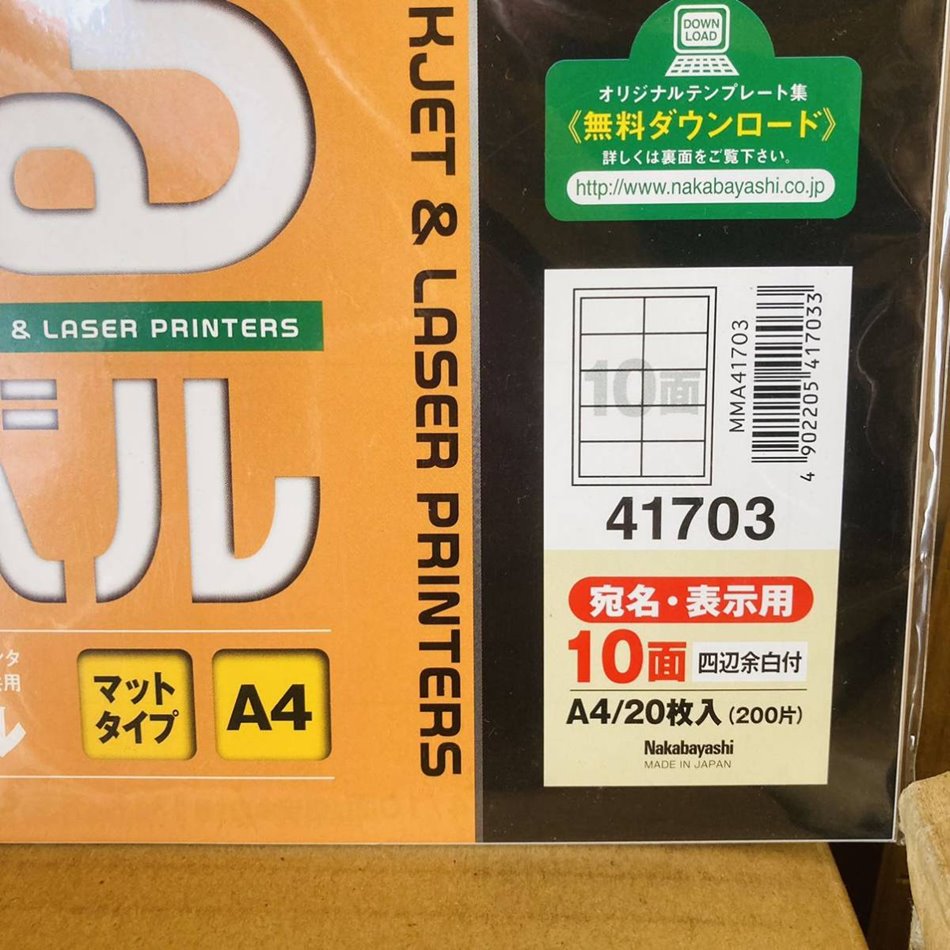 & LASER PRINTERS
ベル
マット
タイプ
A4
KJET & LASER PRINTERS
DOWN
LOAD
オリジナルテンプレート集
《無料ダウンロード》
詳しくは裏面をご覧下さい。
http://www.nakabayashi.co.jp
10面
MMA41703
4 902205 417033
41703
宛名・表示用
10面 四辺余白付
A4/20枚入(200片)
Nakabayashi
MADE IN JAPAN